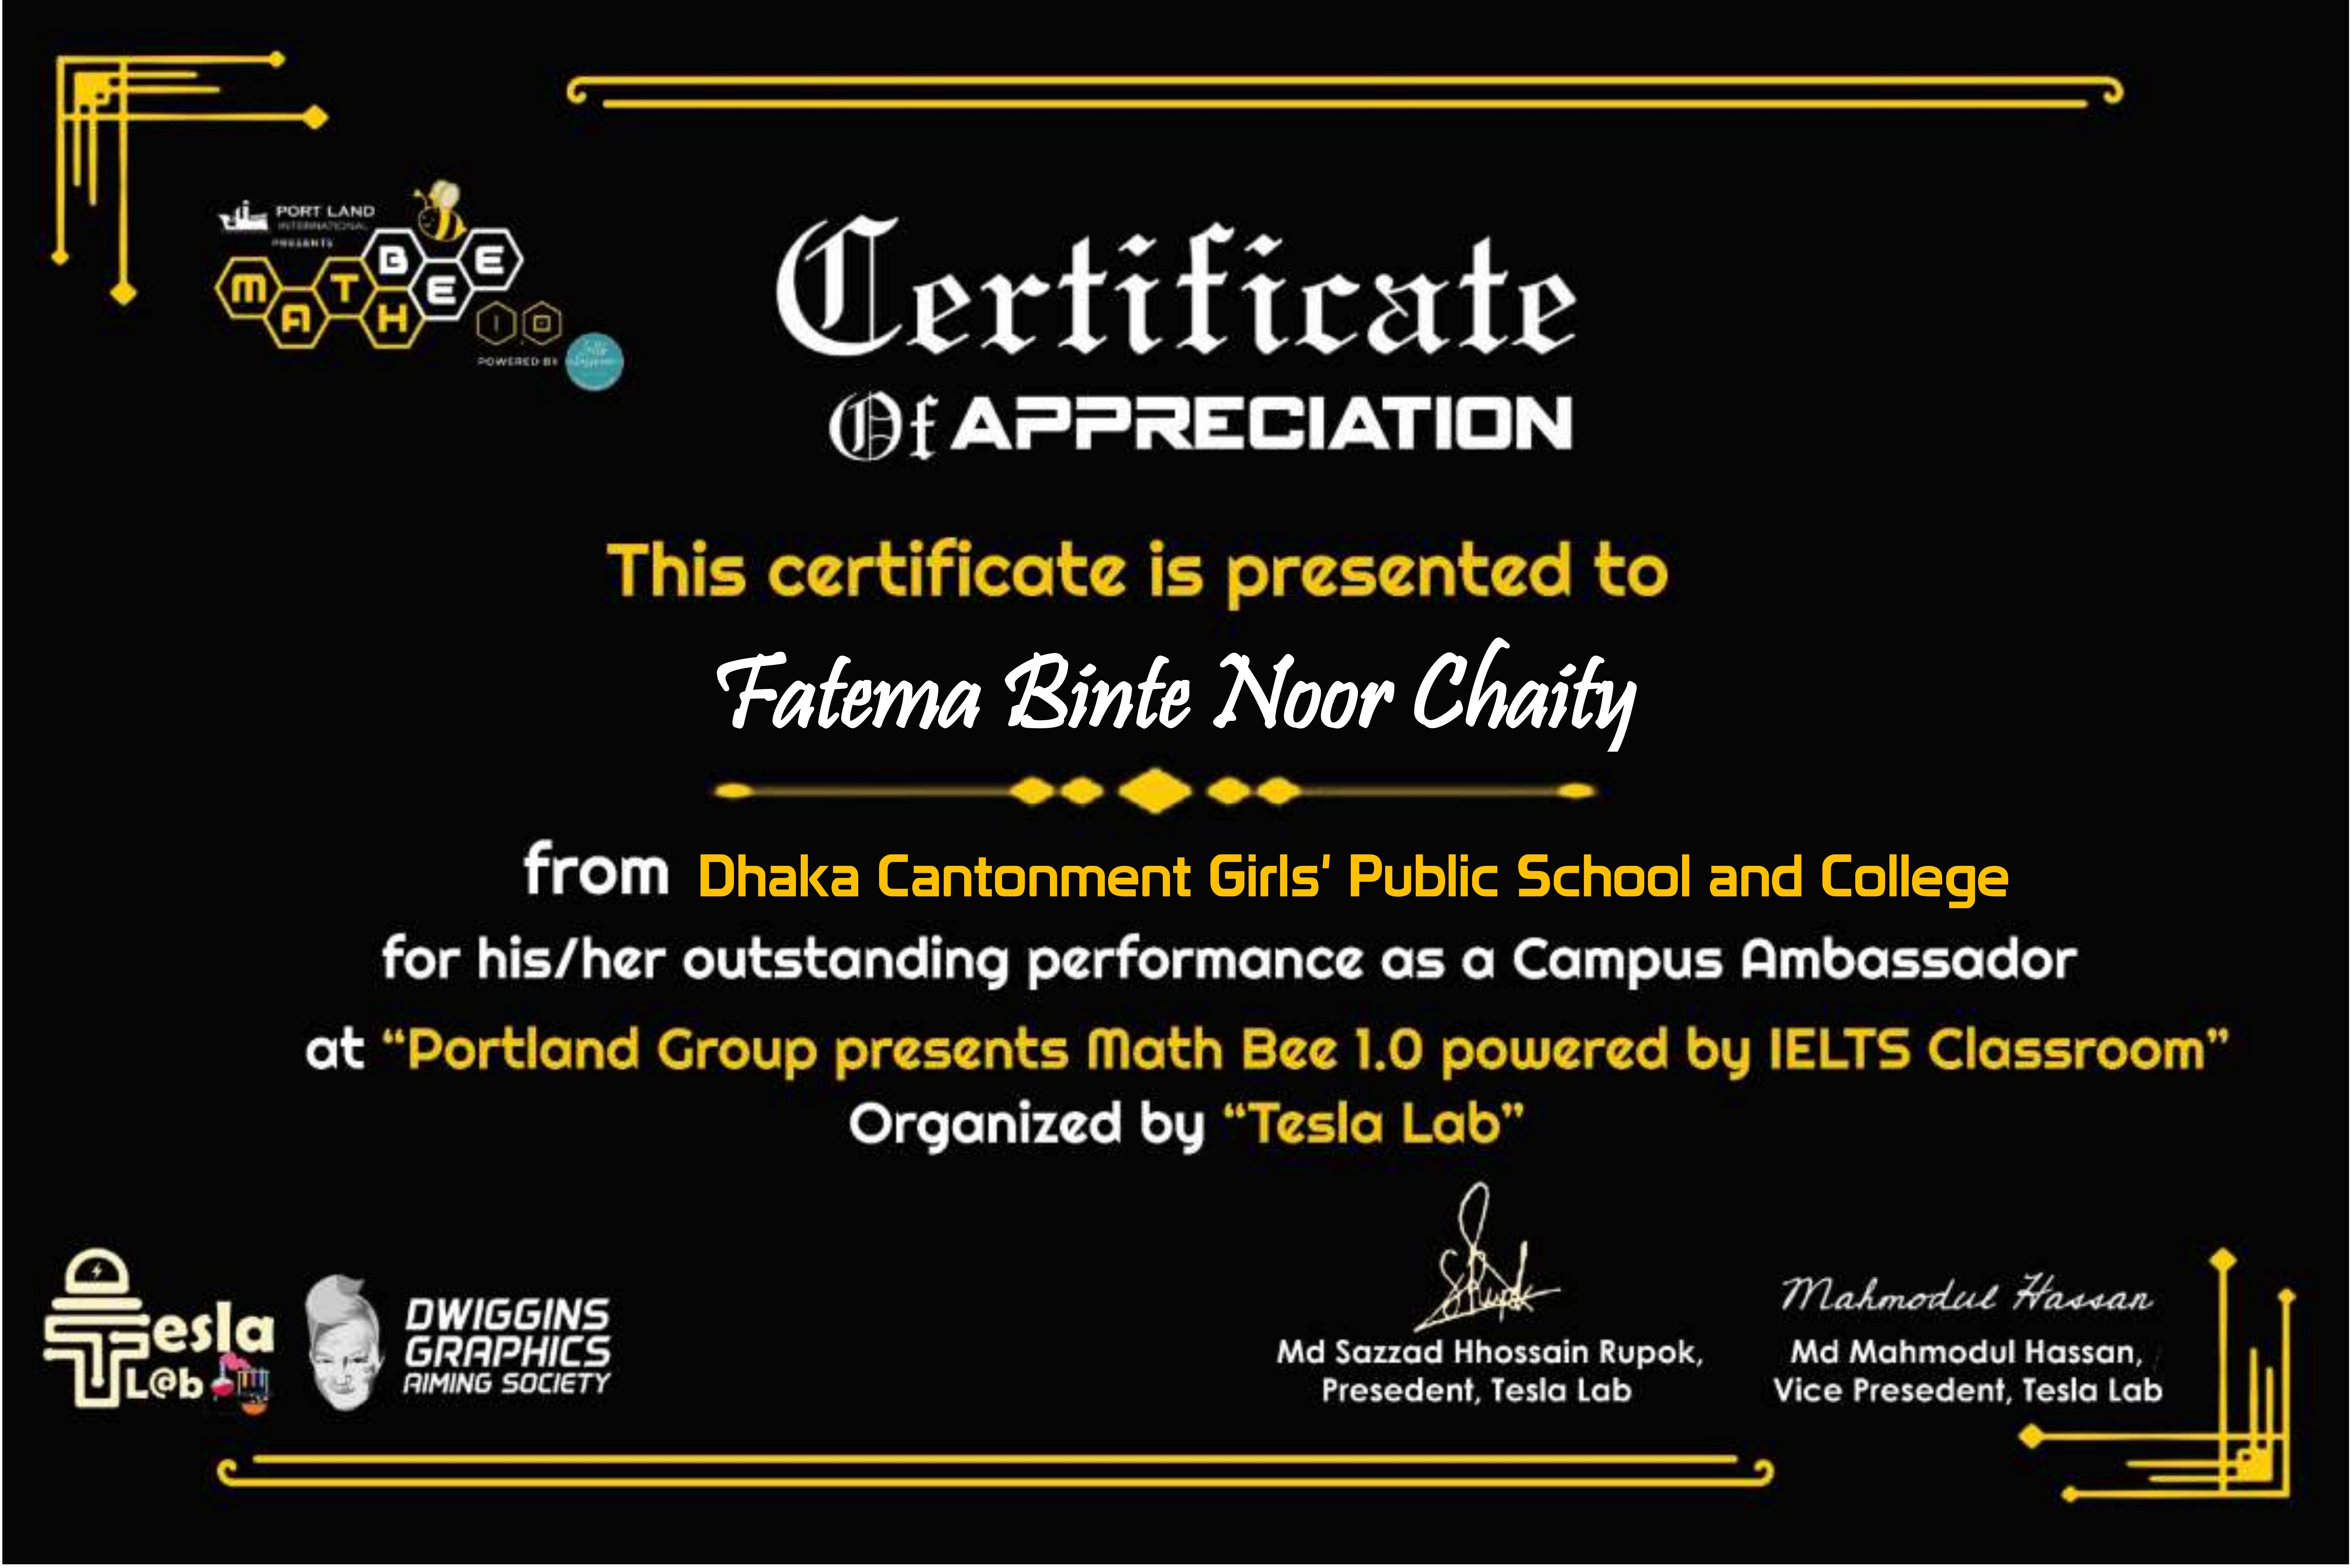 PORT LAND
INTERNATIONAL
PRESENTS
MATH BEE
1.0
POWERED BY
Certificate
Of APPRECIATION
This certificate is presented to
Fatema Binte Noor Chaity
from Dhaka Cantonment Girls' Public School and College
for his/her outstanding performance as a Campus Ambassador
at “Portland Group presents Math Bee 1.0 powered by IELTS Classroom”
Organized by “Tesla Lab”
Tesla
L@b
DWIGGINS
GRAPHICS
AIMING SOCIETY
Mahmodul Hassan
Md Sazzad Hhossain Rupok,
Presedent, Tesla Lab
Md Mahmodul Hassan,
Vice Presedent, Tesla Lab